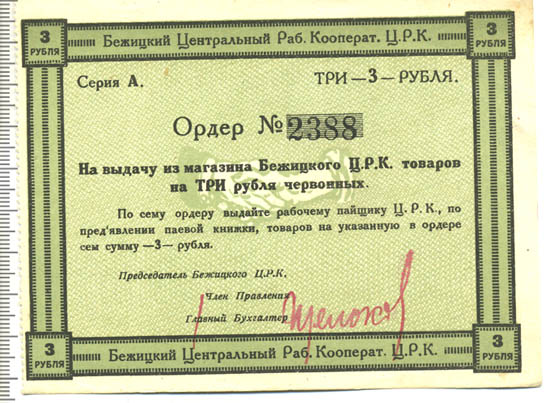 3 РУБЛЯ
Бежицкий Центральный Раб. Кооперат. Ц.Р.К.
3 РУБЛЯ
Серия А.
ТРИ —3— РУБЛЯ.
Ордер № 2388
На выдачу из магазина Бежицкого Ц.Р.К. товаров
на ТРИ рубля червонных.
По сему ордеру выдайте рабочему пайщику Ц. Р. К., по
пред'явлении паевой книжки, товаров на указанную в ордере
сем сумму —3— рубля.
Председатель Бежицкого Ц.Р.К.
Член Правления
Главный Бухгалтер
3 РУБЛЯ
Бежицкий Центральный Раб. Кооперат. Ц.Р.К.
3 РУБЛЯ